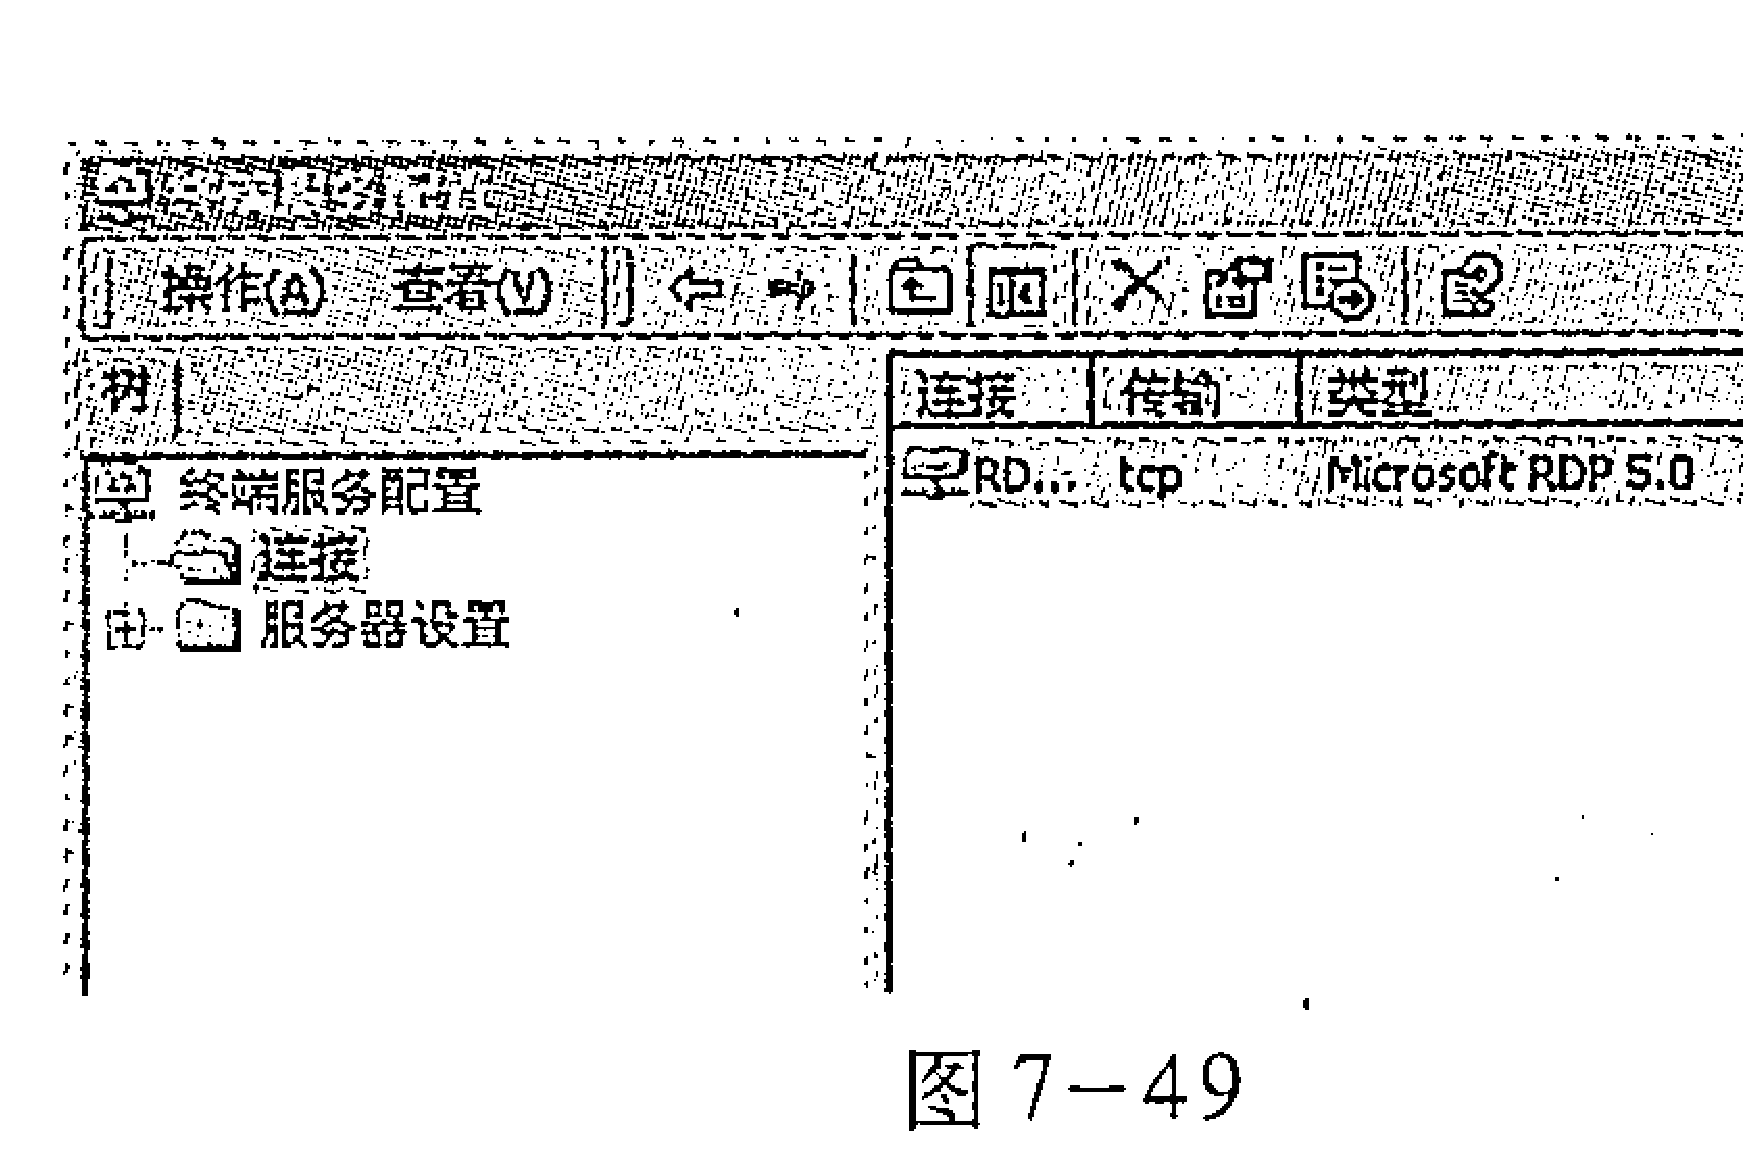 操作(A) 查看(V)
树
连接 传输 类型
终端服务配置
RD... tcp Microsoft RDP 5.0
连接
服务器设置
图 7-49